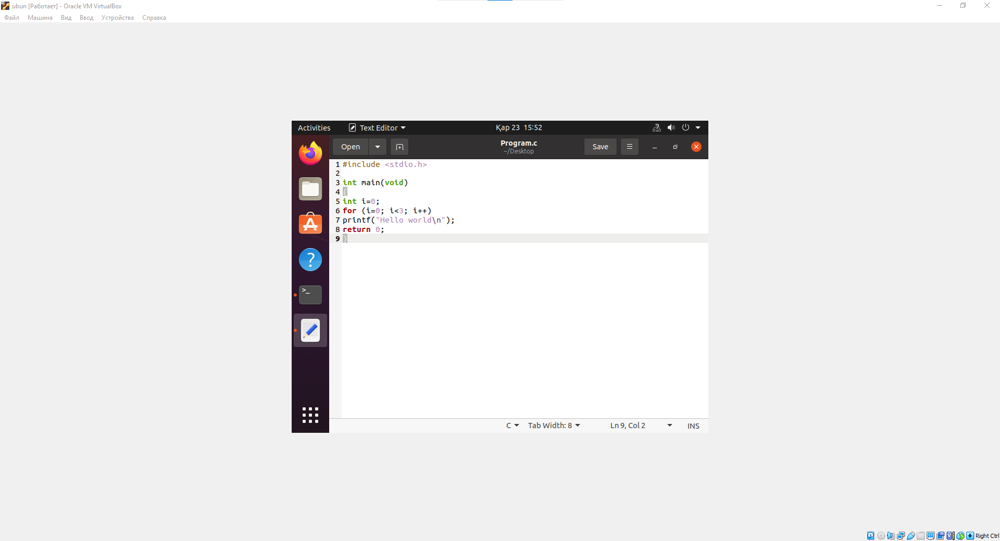 ubun [Работает] - Oracle VM VirtualBox
Файл Машина Вид Ввод Устройства Справка
Activities Text Editor Қар 23 15:52
Open Program.c Save
~/Desktop
1 #include <stdio.h>
2
3 int main(void)
4 {
5 int i=0;
6 for (i=0; i<3; i++)
7 printf("Hello world\n");
8 return 0;
9 }
C Tab Width: 8 Ln 9, Col 2 INS
Right Ctrl